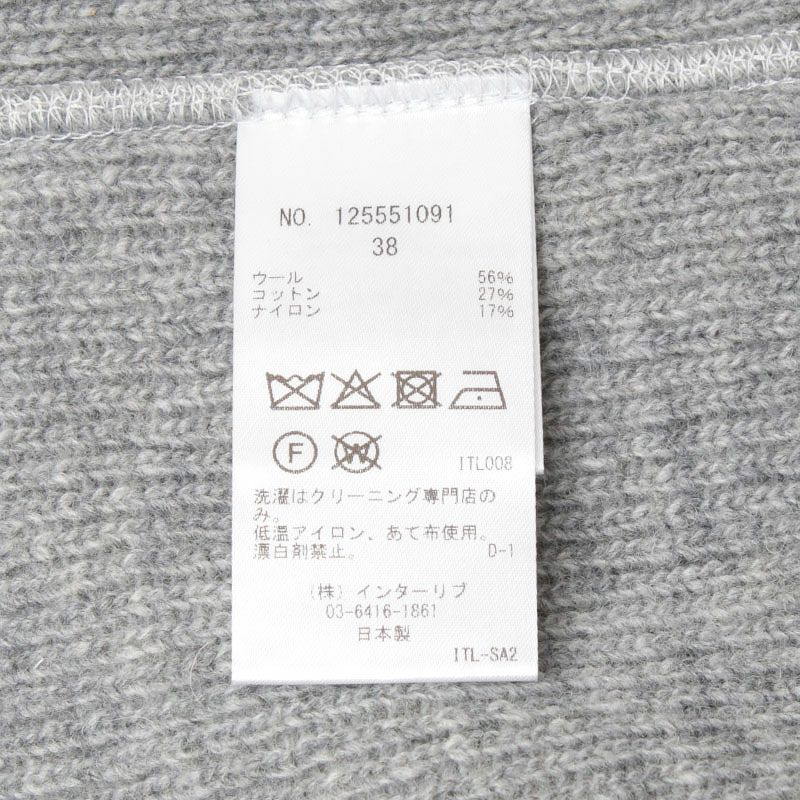 NO. 125551091
38
ウール 56%
コットン 27%
ナイロン 17%
F W
ITL008
洗濯はクリーニング専門店の
み。
低温アイロン、あて布使用。
漂白剤禁止。 D-1
(株) インターリブ
03-6416-1861
日本製
ITL-SA2